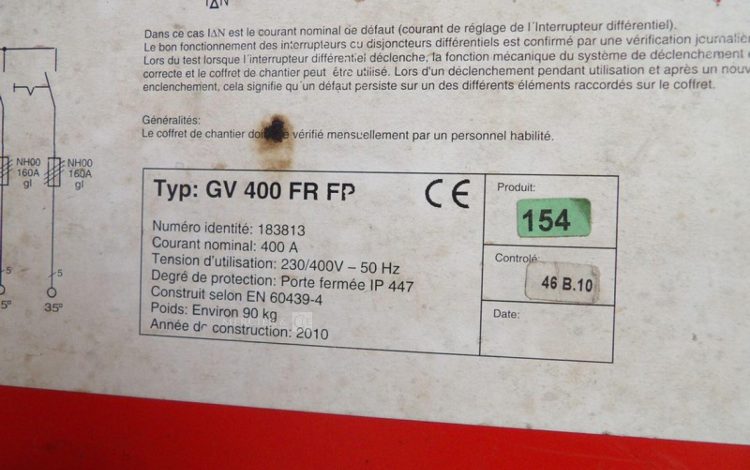 IΔN
Dans ce cas IΔN est le courant nominal de défaut (courant de réglage de l'Interrupteur différentiel).
Le bon fonctionnement des interrupteurs ou disjoncteurs différentiels est confirmé par une vérification journaliè
Lors du test lorsque l'interrupteur différentiel déclenche, la fonction mécanique du système de déclenchement
correcte et le coffret de chantier peut être utilisé. Lors d'un déclenchement pendant utilisation et après un nouv
enclenchement, cela signifie qu'un défaut persiste sur un des différents éléments raccordés sur le coffret.
Généralités:
Le coffret de chantier doit vérifié mensuellement par un personnel habilité.
NH00
160A
gl
NH00
160A
gl
5
5
5°
35°
Typ: GV 400 FR FP
CE
Numéro identité: 183813
Courant nominal: 400 A
Tension d'utilisation: 230/400V – 50 Hz
Degré de protection: Porte fermée IP 447
Construit selon EN 60439-4
Poids: Environ 90 kg
Année de construction: 2010
Produit:
154
Controlé:
46 B.10
Date: